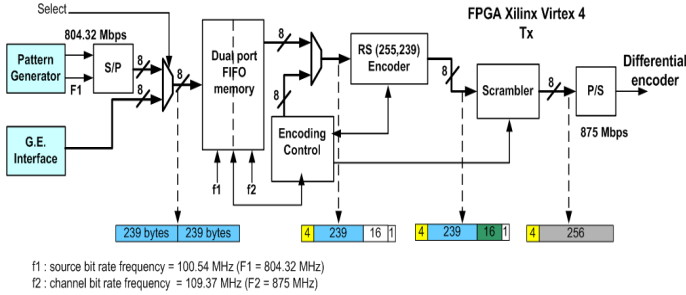 FPGA Xilinx Virtex 4
Tx
Select
804.32 Mbps
Pattern
Generator
F1
S/P
8
8
8
G.E.
Interface
Dual port
FIFO
memory
f1
f2
8
8
Encoding
Control
RS (255,239)
Encoder
8
Scrambler
8
P/S
875 Mbps
Differential
encoder
239 bytes 239 bytes
4 239 16 1
4 239 16 1
4 256
f1 : source bit rate frequency = 100.54 MHz (F1 = 804.32 MHz)
f2 : channel bit rate frequency = 109.37 MHz (F2 = 875 MHz)